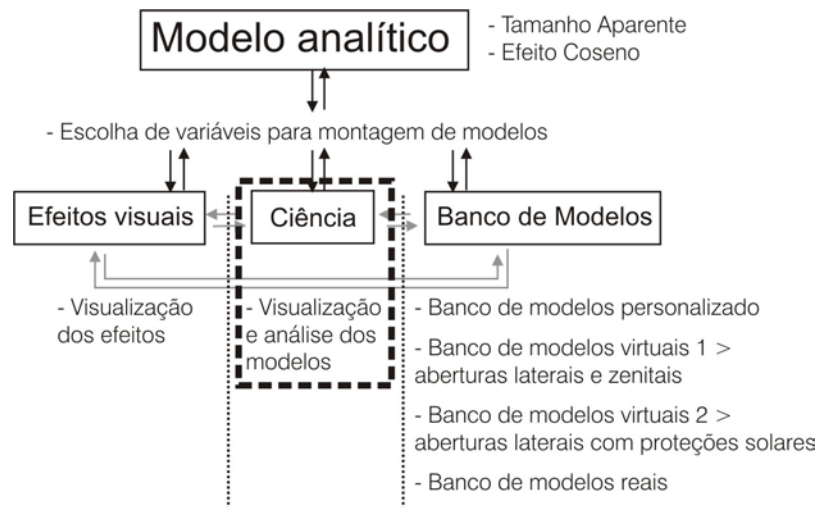 Modelo analítico
- Tamanho Aparente
- Efeito Coseno
- Escolha de variáveis para montagem de modelos
Efeitos visuais
Ciência
Banco de Modelos
- Visualização
dos efeitos
- Visualização
e análise dos
modelos
- Banco de modelos personalizado
- Banco de modelos virtuais 1 >
aberturas laterais e zenitais
- Banco de modelos virtuais 2 >
aberturas laterais com proteções solares
- Banco de modelos reais